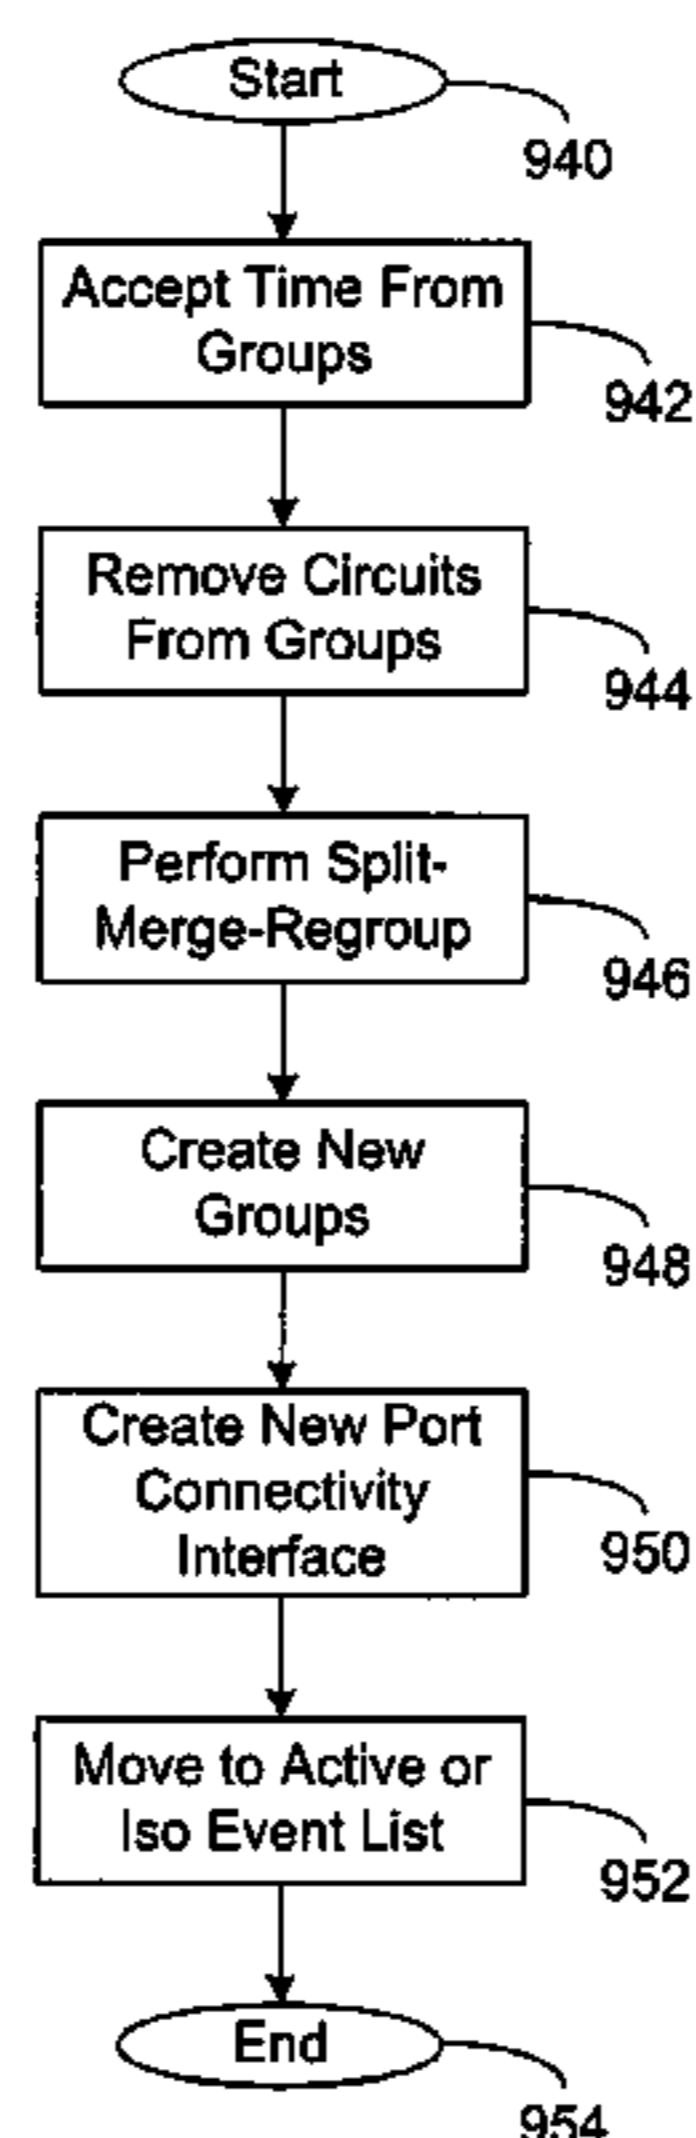 Start
940
Accept Time From
Groups
942
Remove Circuits
From Groups
944
Perform Split-
Merge-Regroup
946
Create New
Groups
948
Create New Port
Connectivity
Interface
950
Move to Active or
Iso Event List
952
End
954